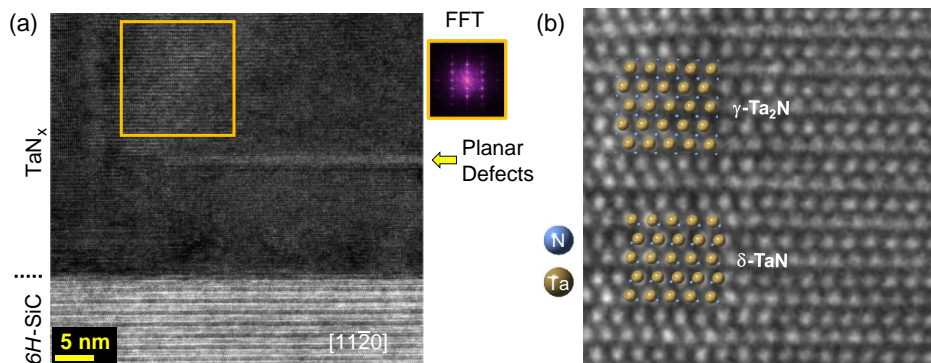 (a)
FFT
(b)
TaNₓ
γ-Ta₂N
Planar
Defects
N
Ta
δ-TaN
6H-SiC
5 nm
[112̄0]